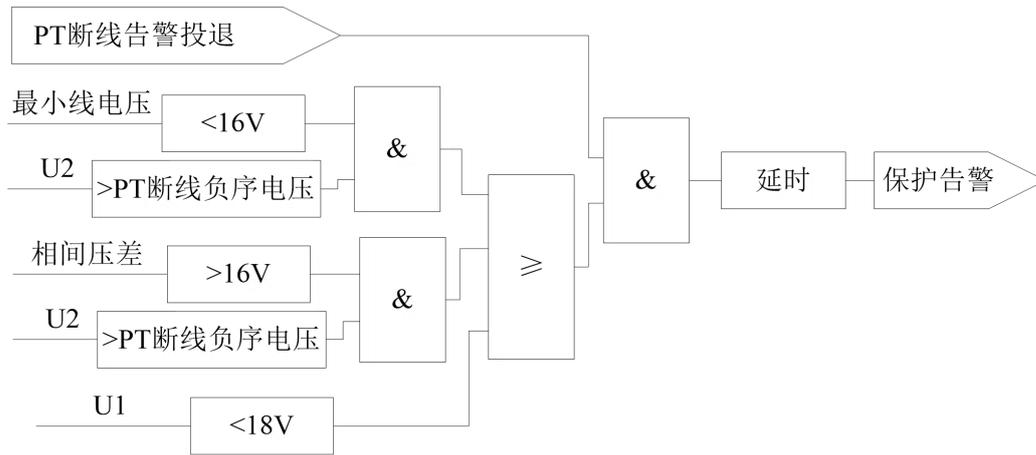 PT断线告警投退
最小线电压
<16V
&
U2
>PT断线负序电压
&
延时
保护告警
相间压差
>16V
≥
&
U2
>PT断线负序电压
U1
<18V